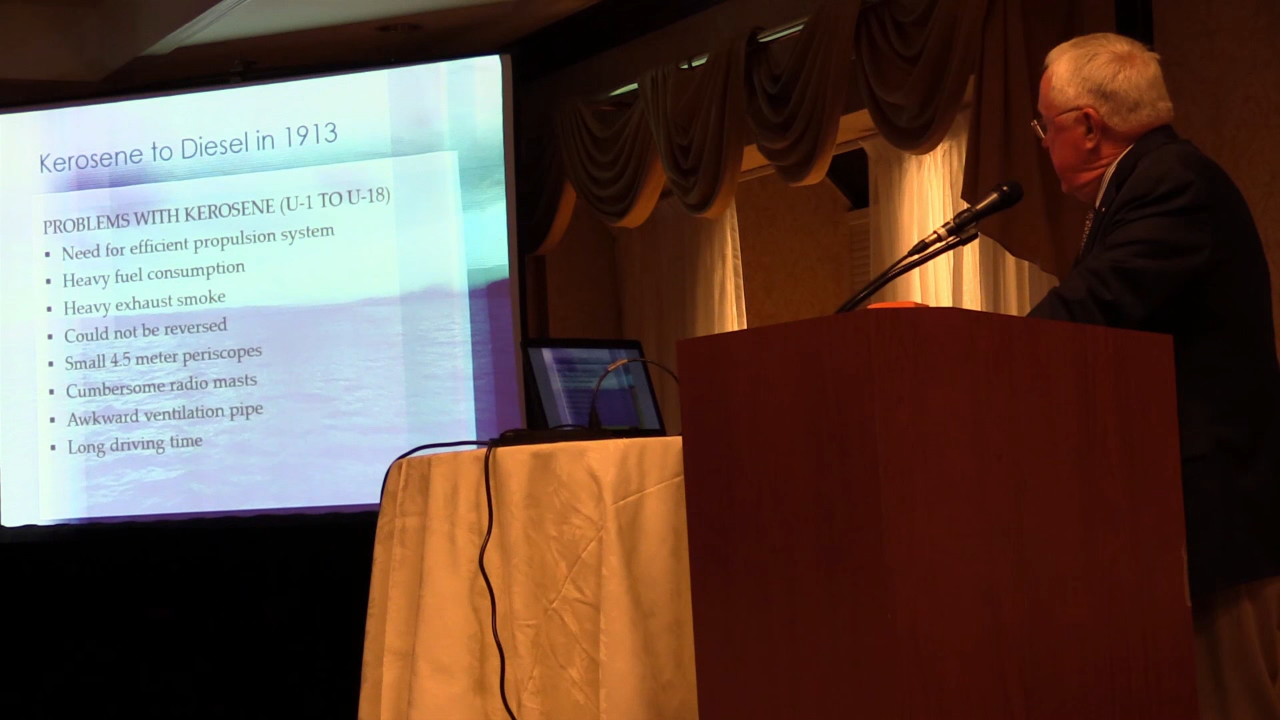 Kerosene to Diesel in 1913
PROBLEMS WITH KEROSENE (U-1 TO U-18)
▪ Need for efficient propulsion system
▪ Heavy fuel consumption
▪ Heavy exhaust smoke
▪ Could not be reversed
▪ Small 4.5 meter periscopes
▪ Cumbersome radio masts
▪ Awkward ventilation pipe
▪ Long driving time